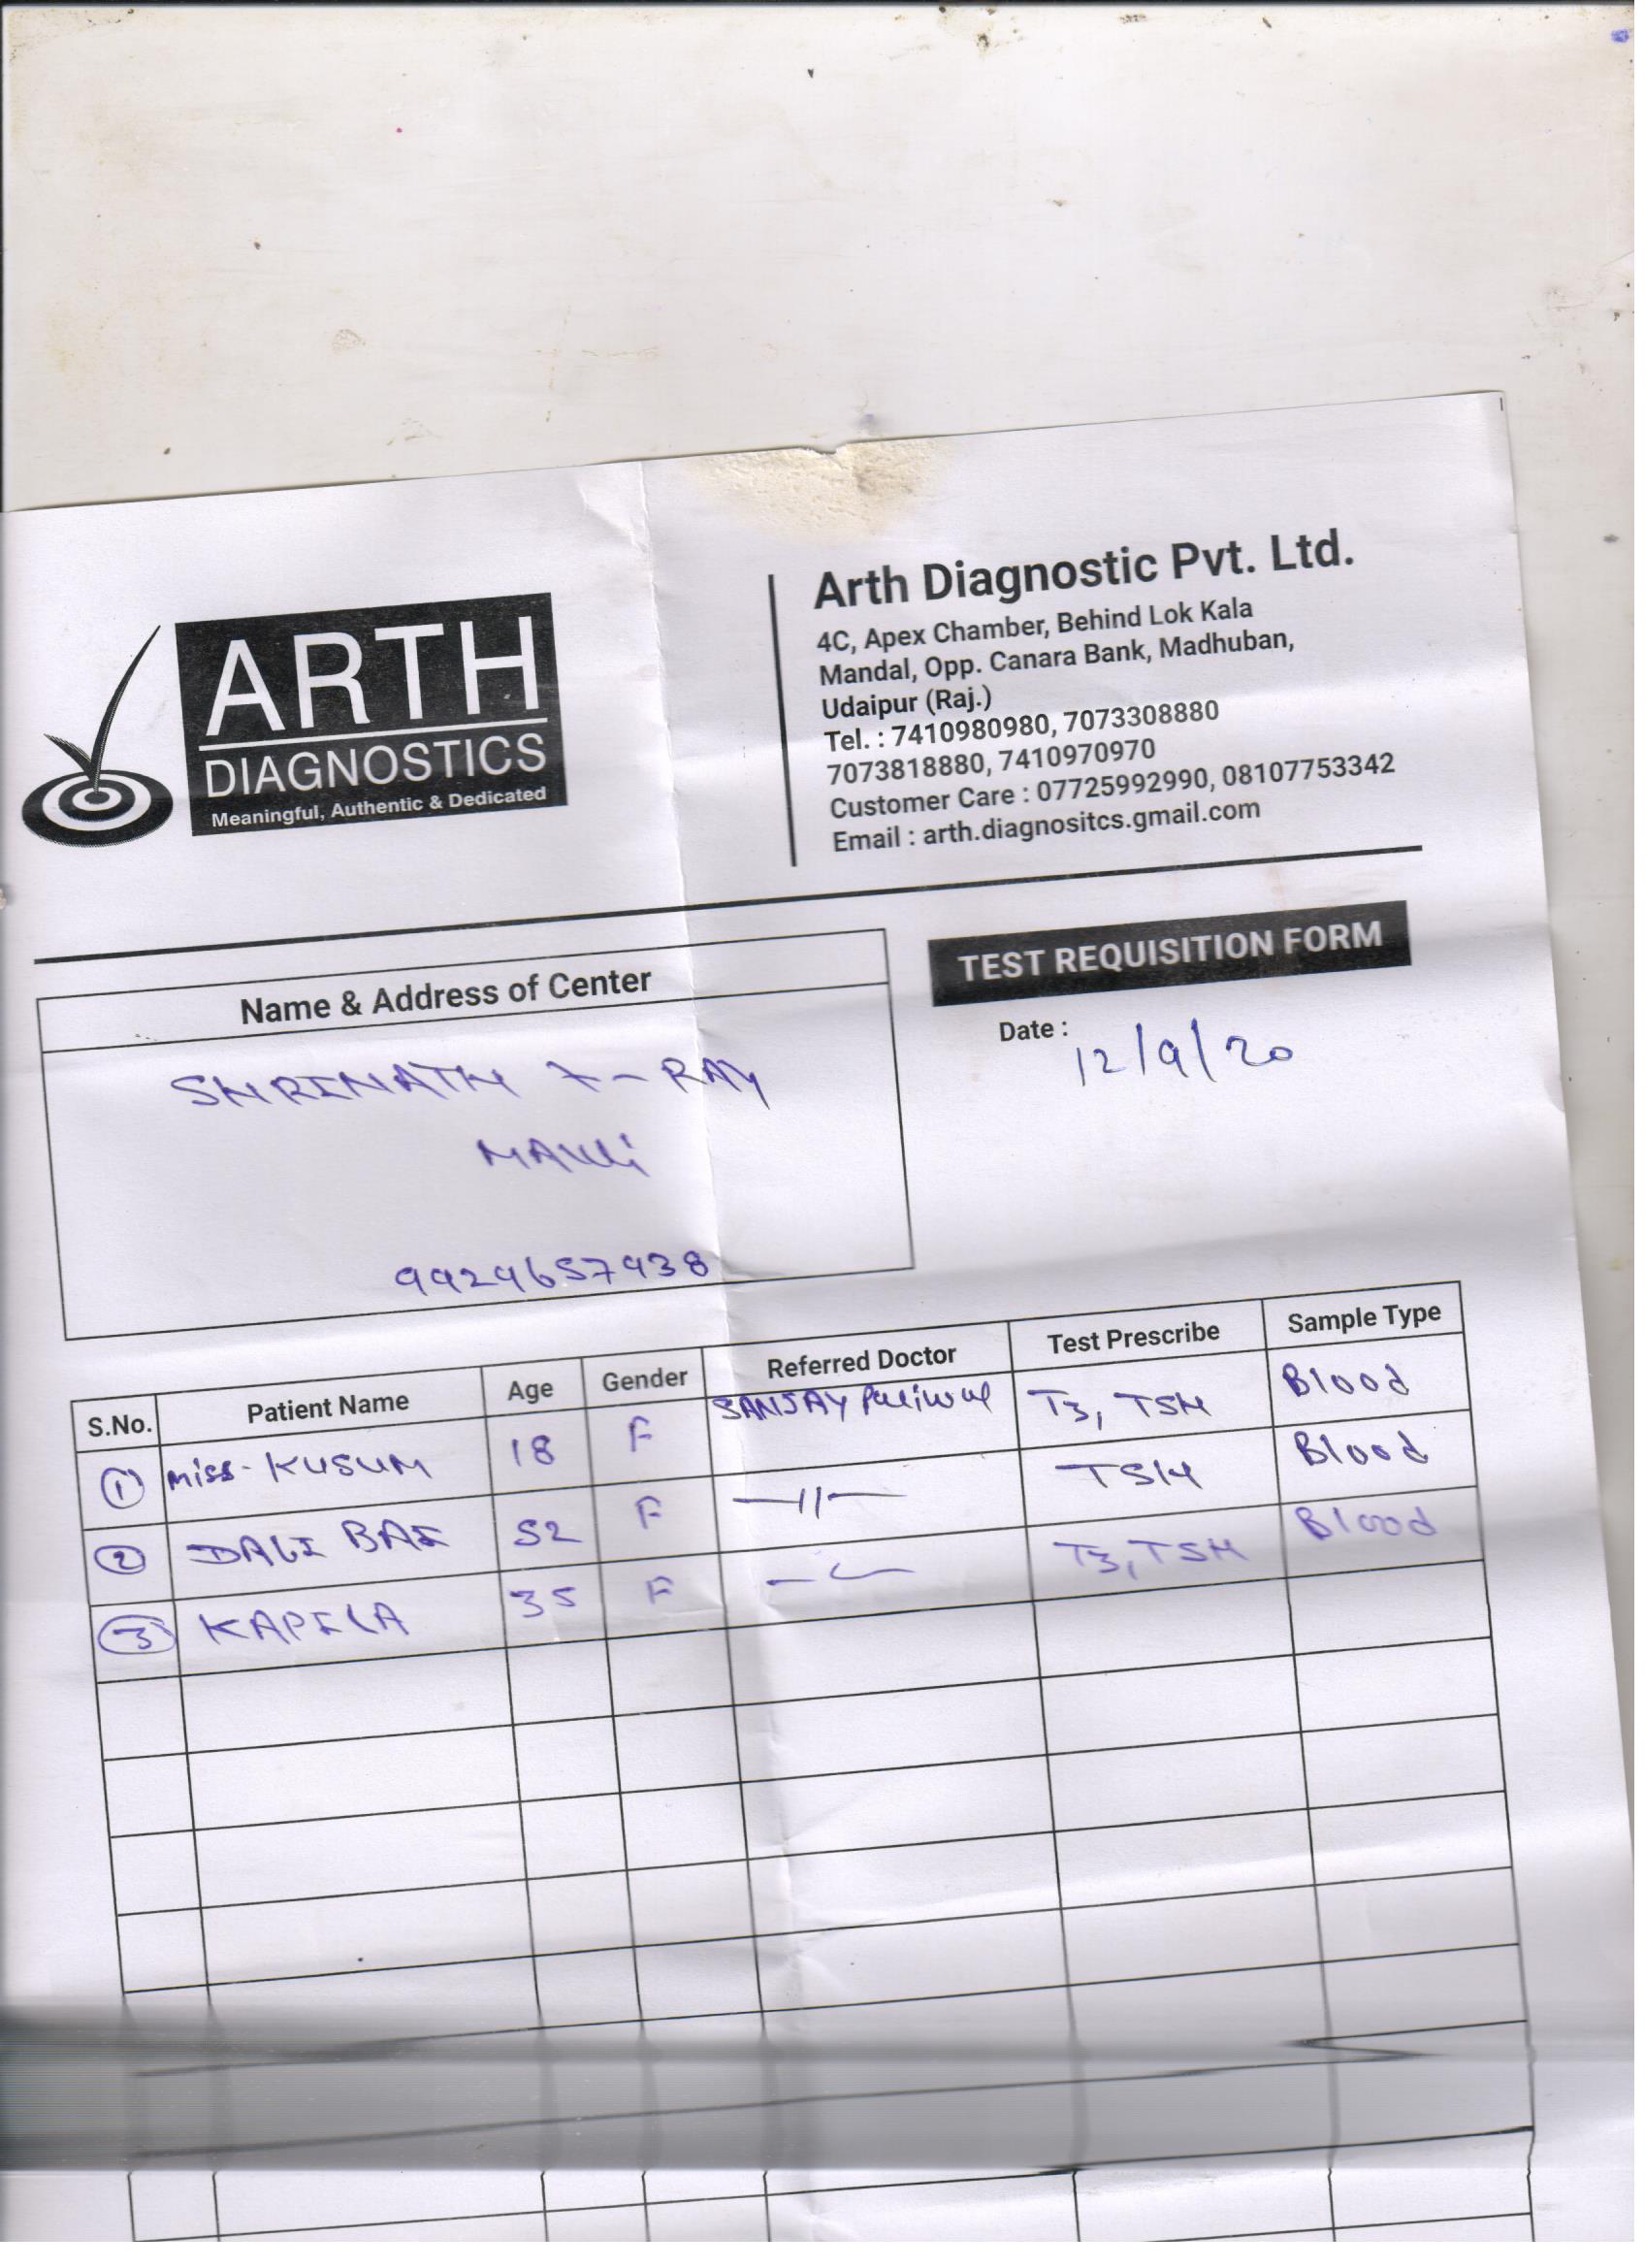 ARTH
DIAGNOSTICS
Meaningful, Authentic & Dedicated
Arth Diagnostic Pvt. Ltd.
4C, Apex Chamber, Behind Lok Kala
Mandal, Opp. Canara Bank, Madhuban,
Udaipur (Raj.)
Tel. : 7410980980, 7073308880
7073818880, 7410970970
Customer Care : 07725992990, 08107753342
Email : arth.diagnositcs.gmail.com
TEST REQUISITION FORM
Date : 12/9/20
Name & Address of Center
SHRINATH X-RAY
MAVLi
9929657938
S.No. Patient Name Age Gender Referred Doctor Test Prescribe Sample Type
1 Miss- KUSUM 18 F SANJAY Paliwal T3, TSH Blood
2 DALI BAI 52 F —11— TSH Blood
3 KAPILA 35 F T3, TSH Blood